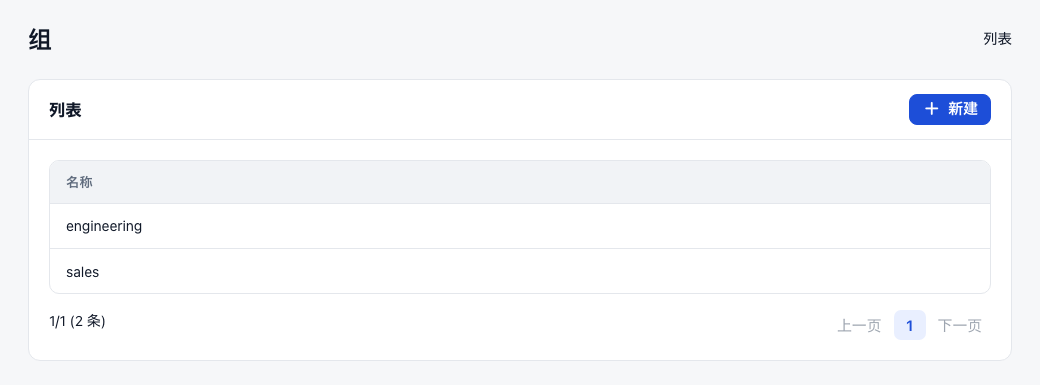 组
列表
列表
新建
名称
engineering
sales
1/1 (2 条)
上一页 1 下一页